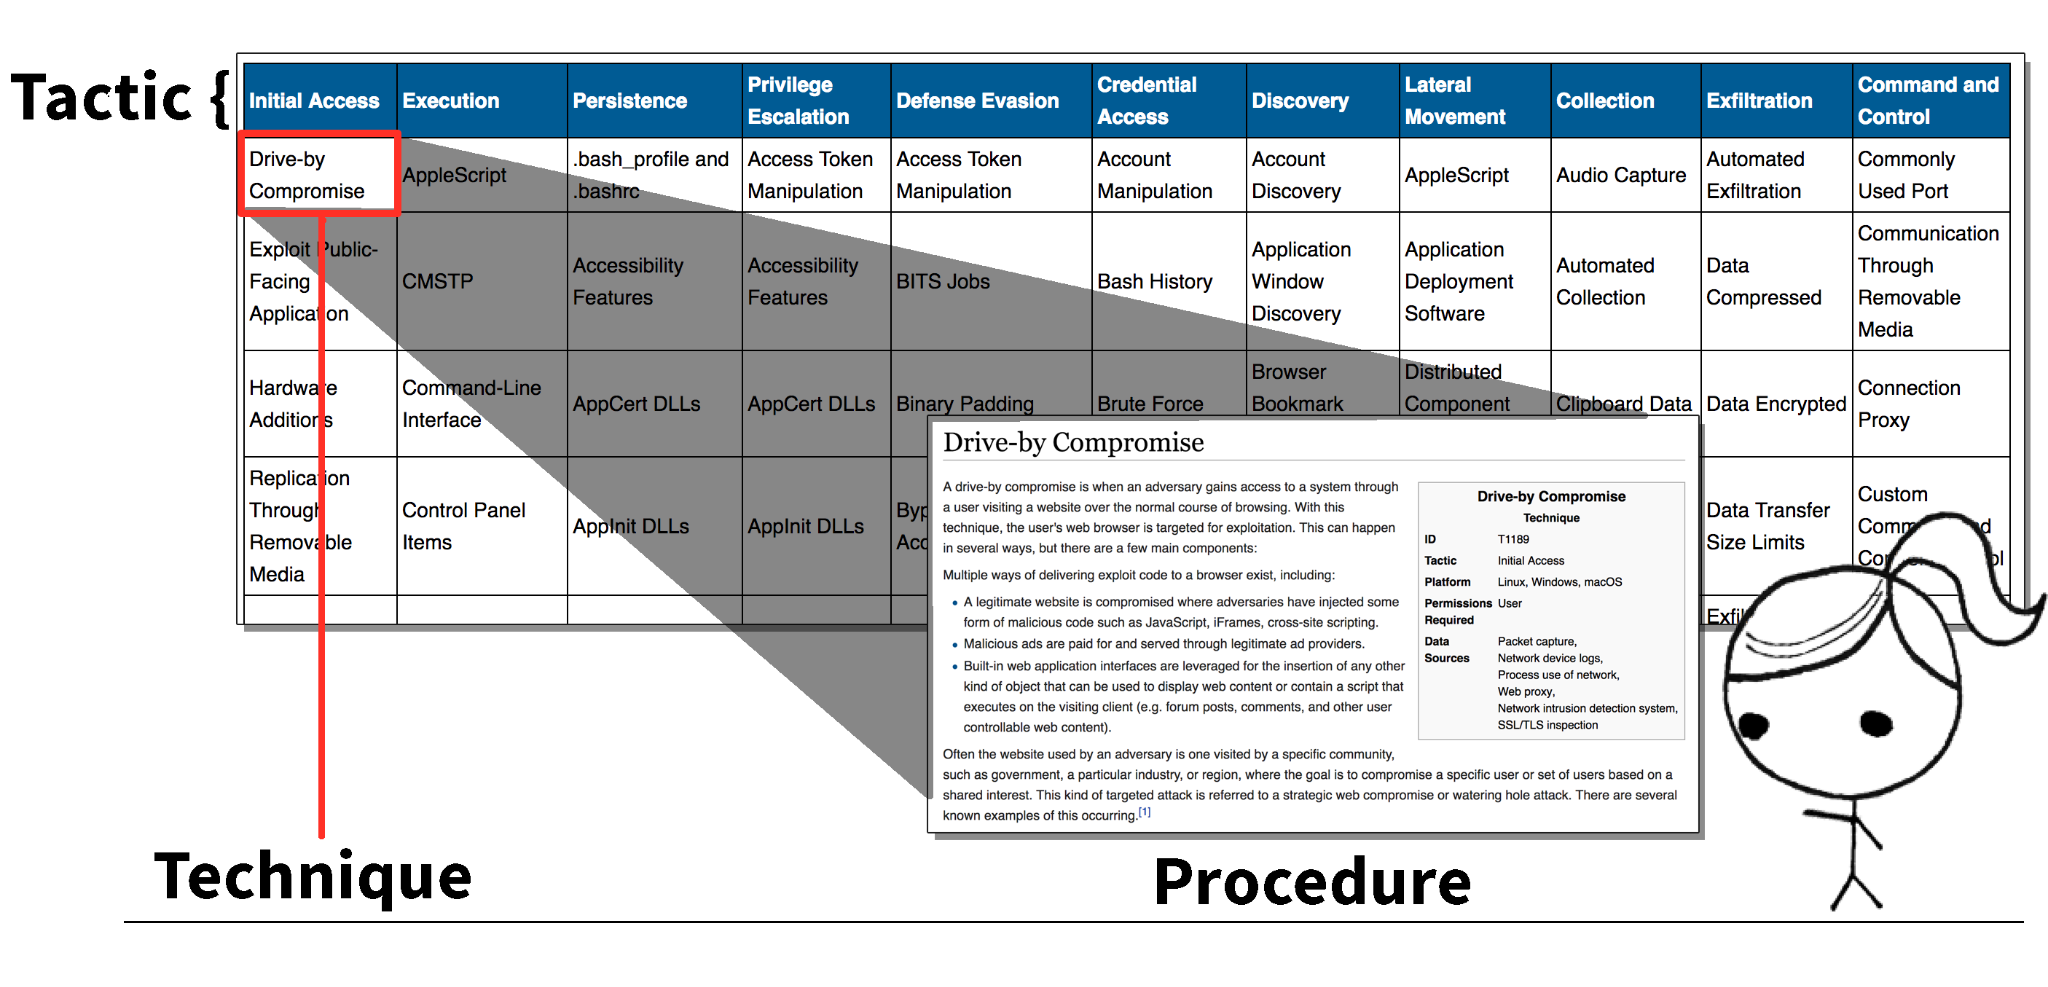 Tactic {
Initial Access
Execution
Persistence
Privilege
Escalation
Defense Evasion
Credential
Access
Discovery
Lateral
Movement
Collection
Exfiltration
Command and
Control
Drive-by
Compromise
AppleScript
.bash_profile and
.bashrc
Access Token
Manipulation
Access Token
Manipulation
Account
Manipulation
Account
Discovery
AppleScript
Audio Capture
Automated
Exfiltration
Commonly
Used Port
Exploit Public-
Facing
Application
CMSTP
Accessibility
Features
Accessibility
Features
BITS Jobs
Bash History
Application
Window
Discovery
Application
Deployment
Software
Automated
Collection
Data
Compressed
Communication
Through
Removable
Media
Hardware
Additions
Command-Line
Interface
AppCert DLLs
AppCert DLLs
Binary Padding
Brute Force
Browser
Bookmark
Distributed
Component
Clipboard Data
Data Encrypted
Connection
Proxy
Replication
Through
Removable
Media
Control Panel
Items
AppInit DLLs
AppInit DLLs
Data Transfer
Size Limits
Custom
Drive-by Compromise
A drive-by compromise is when an adversary gains access to a system through
a user visiting a website over the normal course of browsing. With this
technique, the user's web browser is targeted for exploitation. This can happen
in several ways, but there are a few main components:
Multiple ways of delivering exploit code to a browser exist, including:
• A legitimate website is compromised where adversaries have injected some
form of malicious code such as JavaScript, iFrames, cross-site scripting.
• Malicious ads are paid for and served through legitimate ad providers.
• Built-in web application interfaces are leveraged for the insertion of any other
kind of object that can be used to display web content or contain a script that
executes on the visiting client (e.g. forum posts, comments, and other user
controllable web content).
Often the website used by an adversary is one visited by a specific community,
such as government, a particular industry, or region, where the goal is to compromise a specific user or set of users based on a
shared interest. This kind of targeted attack is referred to a strategic web compromise or watering hole attack. There are several
known examples of this occurring.[1]
Drive-by Compromise
Technique
ID T1189
Tactic Initial Access
Platform Linux, Windows, macOS
Permissions User
Required
Data Packet capture,
Sources Network device logs,
Process use of network,
Web proxy,
Network intrusion detection system,
SSL/TLS inspection
Technique
Procedure